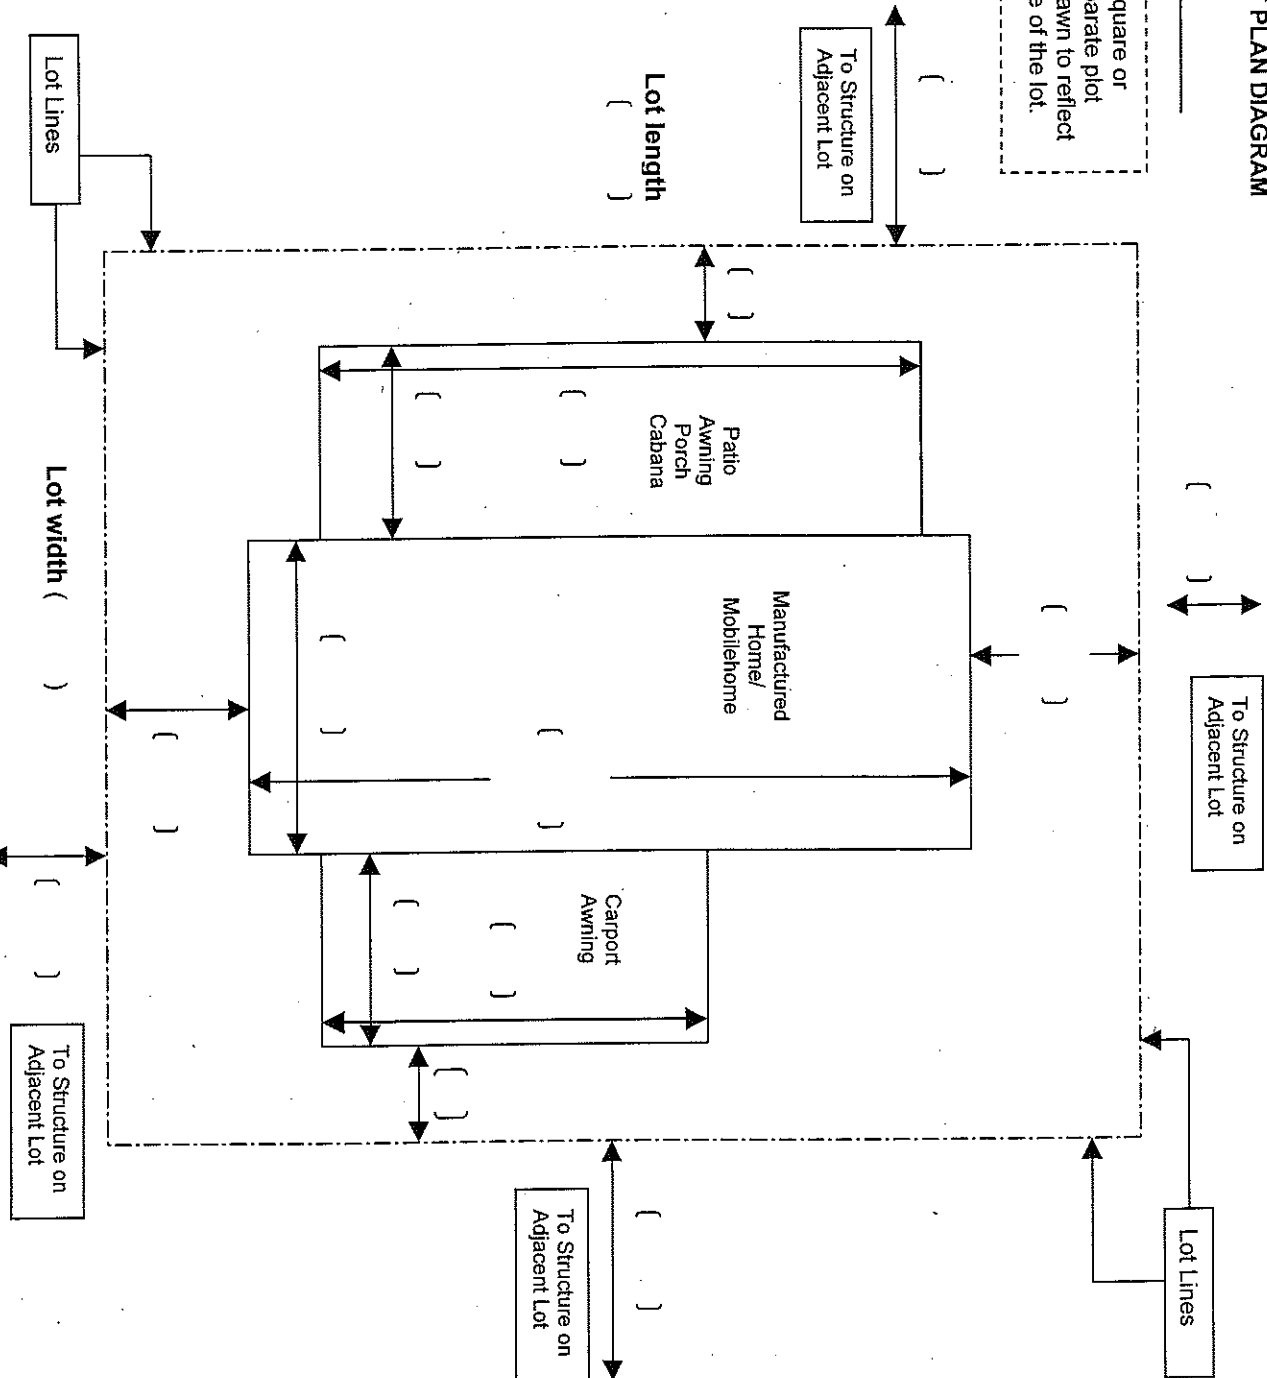 PLAN DIAGRAM
To Structure on
Adjacent Lot
( )
Lot Lines
quare or
parate plot
awn to reflect
e of the lot.
( )
( )
To Structure on
Adjacent Lot
( )
Manufactured
Home/
Mobilehome
Patio
Awning
Porch
Cabana
Lot length
( )
( )
To Structure on
Adjacent Lot
Carport
Awning
( )
( )
( )
( )
( )
( )
( )
( )
( )
Lot width ( )
To Structure on
Adjacent Lot
( )
Lot Lines